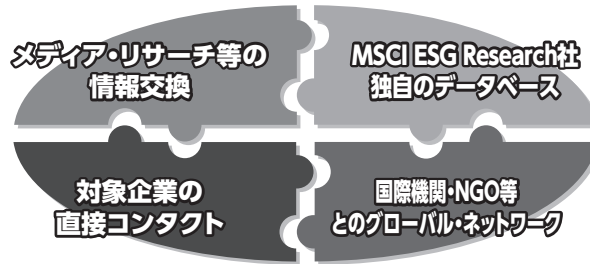 メディア・リサーチ等の
情報交換
MSCI ESG Research社
独自のデータベース
対象企業の
直接コンタクト
国際機関・NGO等
とのグローバル・ネットワーク